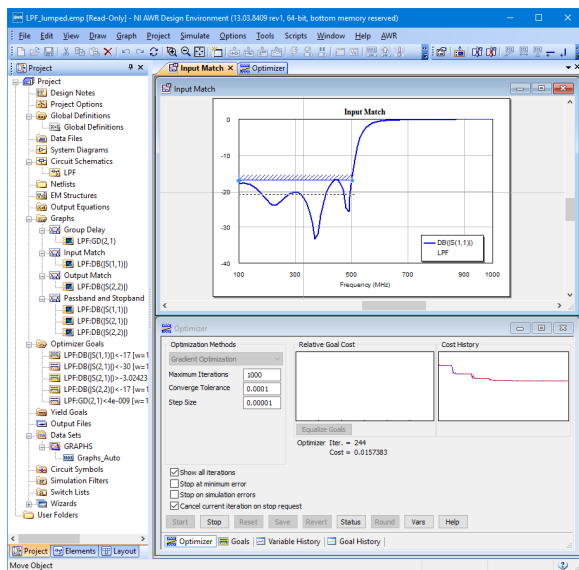 LPF_lumped.emp [Read-Only] - NI AWR Design Environment (13.03.8409 rev1, 64-bit, bottom memory reserved)
File Edit View Draw Graph Project Simulate Options Tools Scripts Window Help AWR
Project
Project
Design Notes
Project Options
Global Definitions
Global Definitions
Data Files
System Diagrams
Circuit Schematics
LPF
Netlists
EM Structures
Output Equations
Graphs
Group Delay
LPF:GD(2,1)
Input Match
LPF:DB(|S(1,1)|)
Output Match
LPF:DB(|S(2,2)|)
Passband and Stopband
LPF:DB(|S(1,1)|)
LPF:DB(|S(2,1)|)
LPF:DB(|S(2,2)|)
Optimizer Goals
LPF:DB(|S(1,1)|)<-17 [w=1
LPF:DB(|S(2,1)|)<-30 [w=1
LPF:DB(|S(2,1)|)>-3.02423
LPF:DB(|S(2,2)|)<-17 [w=1
LPF:GD(2,1)<4e-009 [w=1
Yield Goals
Output Files
Data Sets
GRAPHS
Graphs_Auto
Circuit Symbols
Simulation Filters
Switch Lists
Wizards
User Folders
Project Elements Layout
Move Object
Input Match Optimizer
Input Match
Input Match
0
-10
-20
-30
-40
DB(|S(1,1)|)
LPF
100 300 500 700 900 1000
Frequency (MHz)
Optimizer
Optimization Methods
Gradient Optimization
Maximum Iterations 1000
Converge Tolerance 0.0001
Step Size 0.00001
Relative Goal Cost
Equalize Goals
Cost History
Optimizer Iter. = 244
Cost = 0.0157383
Show all iterations
Stop at minimum error
Stop on simulation errors
Cancel current iteration on stop request
Start Stop Reset Save Revert Status Round Vars Help
Optimizer Goals Variable History Goal History